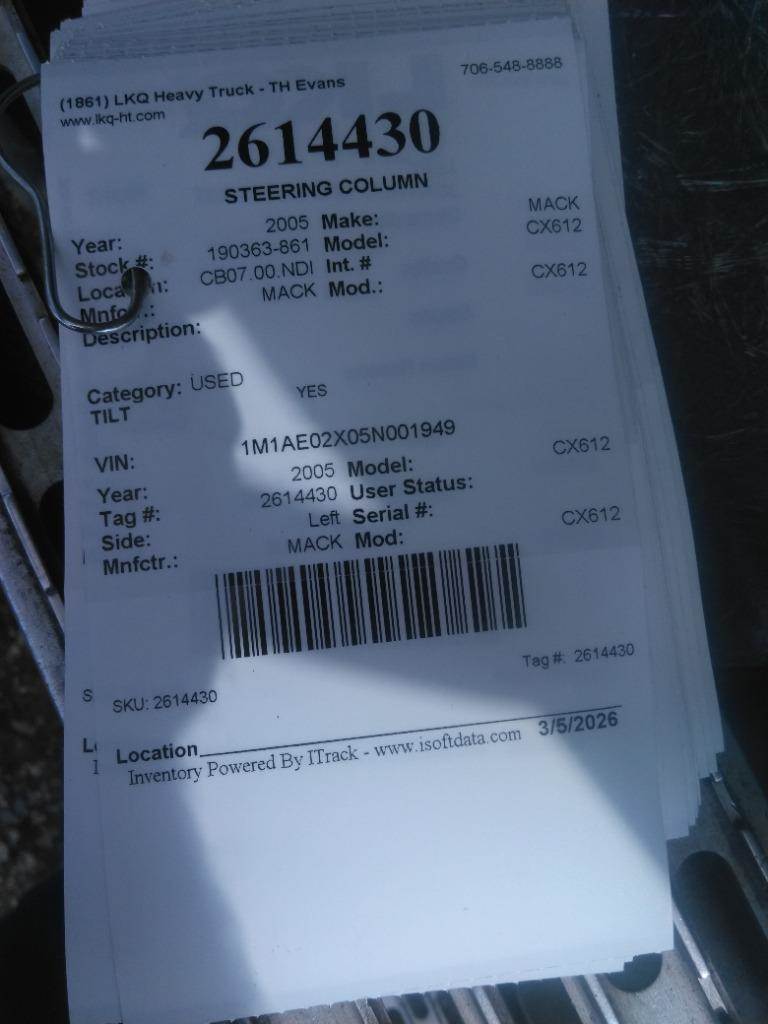 (1861) LKQ Heavy Truck - TH Evans 706-548-8888
www.lkq-ht.com
2614430
STEERING COLUMN
Year: 2005 Make: MACK
Stock #: 190363-861 Model: CX612
Loca n: CB07.00.NDI Int. #
Mnfc .: MACK Mod.: CX612
Description:
Category: USED
TILT YES
VIN: 1M1AE02X05N001949
Year: 2005 Model: CX612
Tag #: 2614430 User Status:
Side: Left Serial #:
Mnfctr.: MACK Mod: CX612
S
SKU: 2614430 Tag #: 2614430
L
Location 3/5/2026
Inventory Powered By ITrack - www.isoftdata.com